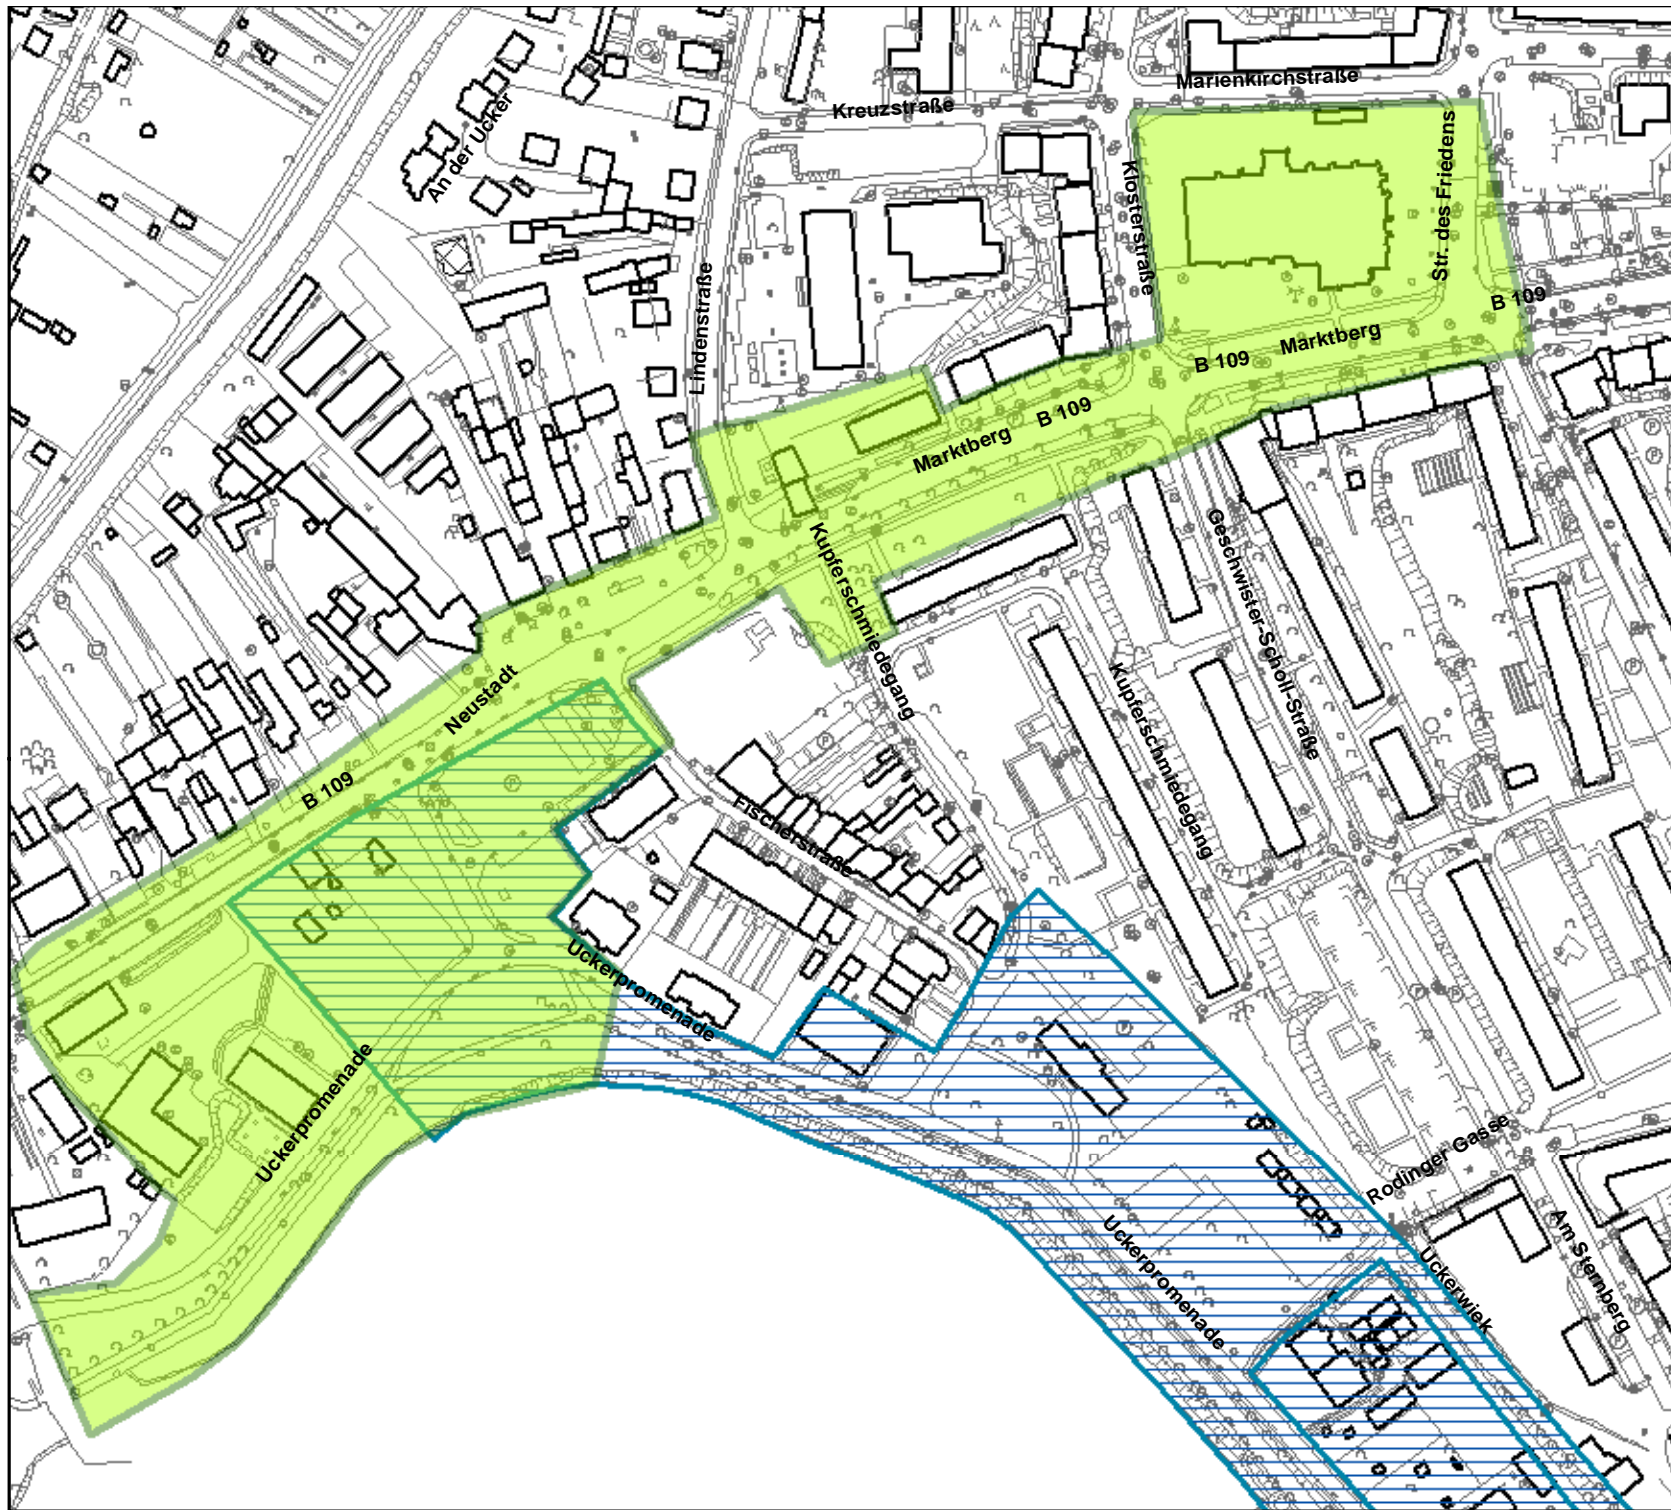 Marienkirchstraße
Kreuzstraße
An der Ucker
Klosterstraße
Str. des Friedens
Lindenstraße
B 109
Marktberg
B 109
B 109
Marktberg
Kupferschmiedegang
Geschwister-Scholl-Straße
Neustadt
Kupferschmiedegang
B 109
Fischerstraße
Uckerpromenade
Uckerpromenade
Rodinger Gasse
Uckerpromenade
Uckerwiek
Am Sternberg